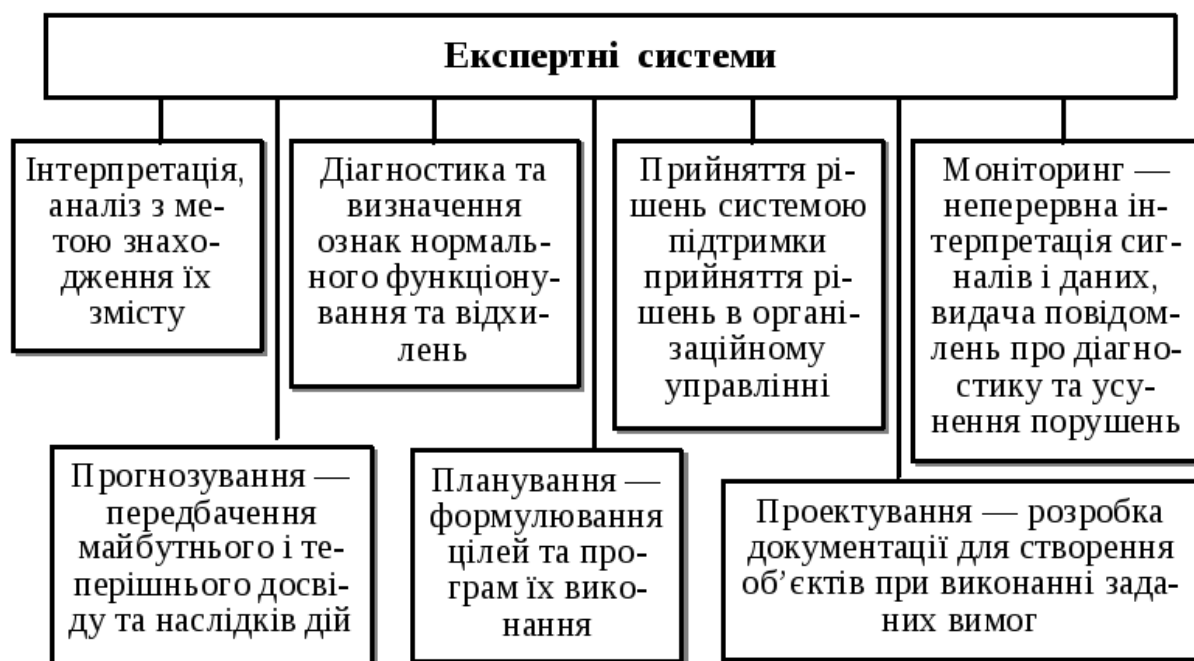 Експертні системи
Інтерпретація,
аналіз з ме-
тою знахо-
дження їх
змісту
Діагностика та
визначення
ознак нормаль-
ного функціону-
вання та відхи-
лень
Прийняття рі-
шень системою
підтримки
прийняття рі-
шень в органі-
заційному
управлінні
Моніторинг —
неперервна ін-
терпретація сиг-
налів і даних,
видача повідом-
лень про діагно-
стику та усу-
нення порушень
Прогнозування —
передбачення
майбутнього і те-
перішнього досві-
ду та наслідків дій
Планування —
формулювання
цілей та про-
грам їх вико-
нання
Проектування — розробка
документації для створення
об’єктів при виконанні зада-
них вимог